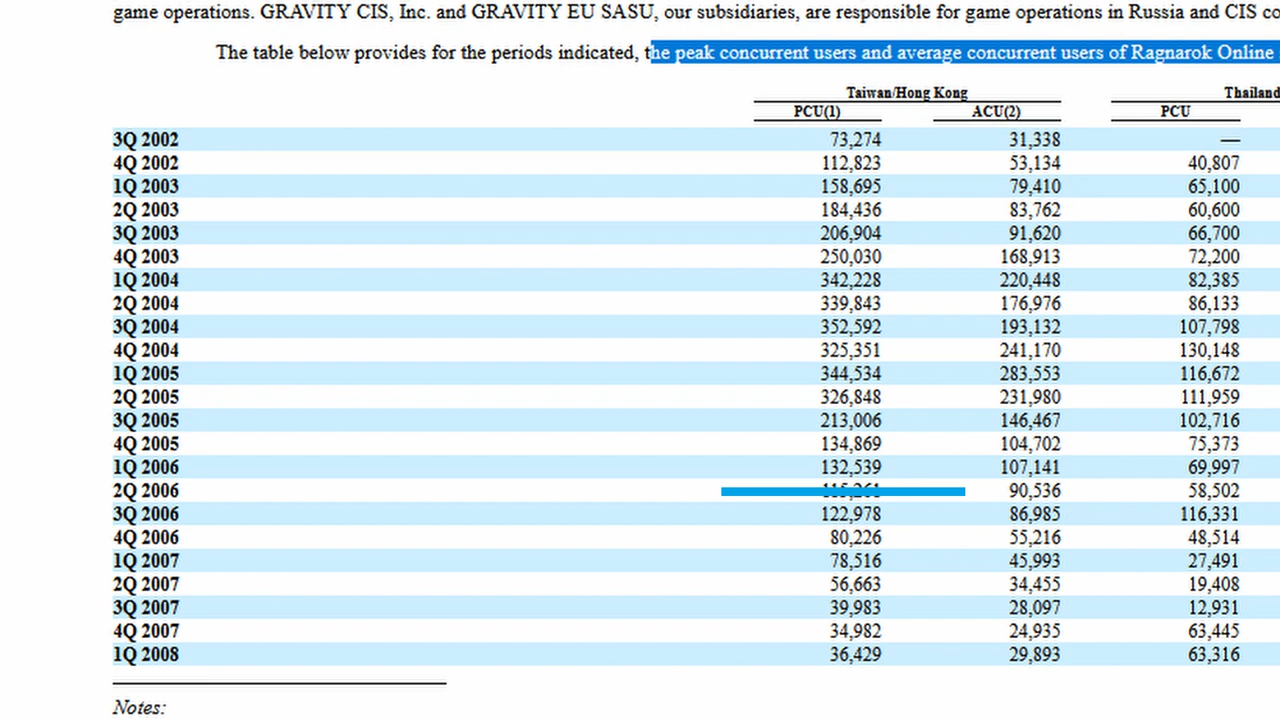 game operations. GRAVITY CIS, Inc. and GRAVITY EU SASU, our subsidiaries, are responsible for game operations in Russia and CIS co
The table below provides for the periods indicated, the peak concurrent users and average concurrent users of Ragnarok Online
Taiwan/Hong Kong Thailand
PCU(1) ACU(2) PCU
3Q 2002 73,274 31,338 —
4Q 2002 112,823 53,134 40,807
1Q 2003 158,695 79,410 65,100
2Q 2003 184,436 83,762 60,600
3Q 2003 206,904 91,620 66,700
4Q 2003 250,030 168,913 72,200
1Q 2004 342,228 220,448 82,385
2Q 2004 339,843 176,976 86,133
3Q 2004 352,592 193,132 107,798
4Q 2004 325,351 241,170 130,148
1Q 2005 344,534 283,553 116,672
2Q 2005 326,848 231,980 111,959
3Q 2005 213,006 146,467 102,716
4Q 2005 134,869 104,702 75,373
1Q 2006 132,539 107,141 69,997
2Q 2006 90,536 58,502
3Q 2006 122,978 86,985 116,331
4Q 2006 80,226 55,216 48,514
1Q 2007 78,516 45,993 27,491
2Q 2007 56,663 34,455 19,408
3Q 2007 39,983 28,097 12,931
4Q 2007 34,982 24,935 63,445
1Q 2008 36,429 29,893 63,316
Notes: